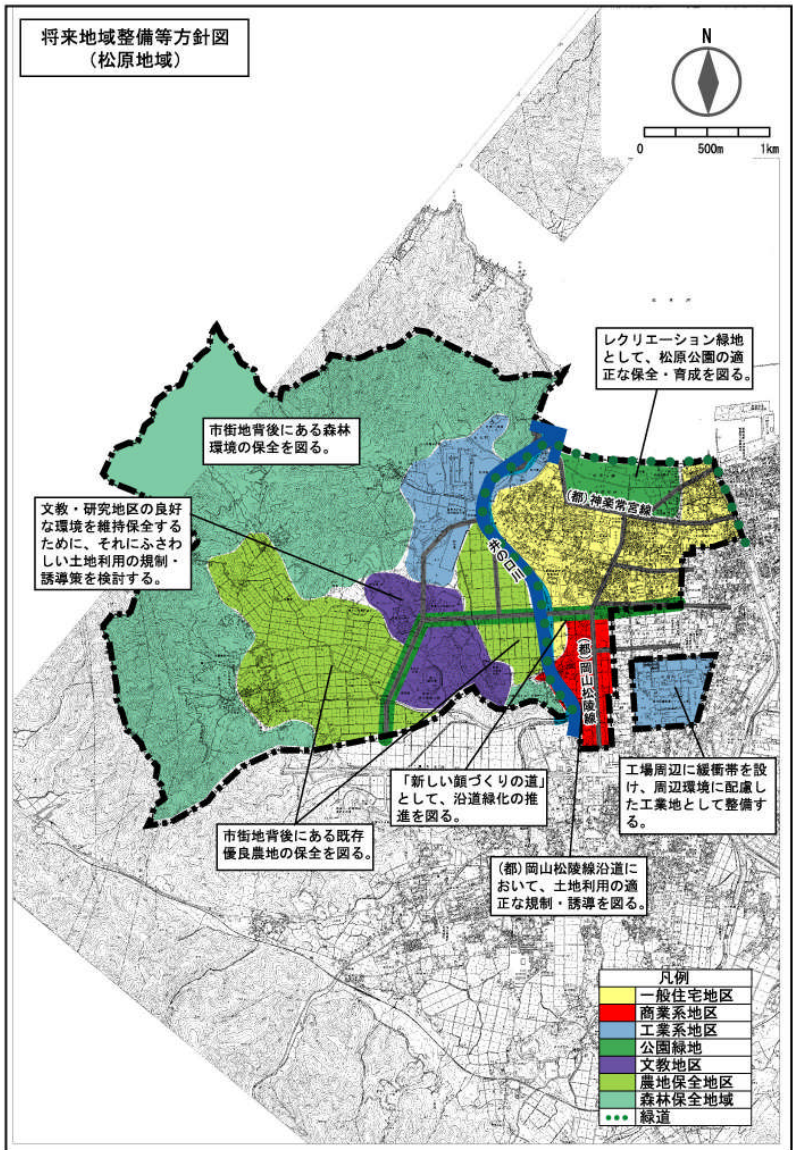 将来地域整備等方針図
（松原地域）
N
0 500m 1km
レクリエーション緑地
として、松原公園の適
正な保全・育成を図る。
市街地背後にある森林
環境の保全を図る。
(都)神楽常宮線
文教・研究地区の良好
な環境を維持保全する
ために、それにふさわ
しい土地利用の規制・
誘導策を検討する。
井の口川
(都)岡山松陵線
「新しい顔づくりの道」
として、沿道緑化の推
進を図る。
工場周辺に緩衝帯を設
け、周辺環境に配慮し
た工業地として整備す
る。
市街地背後にある既存
優良農地の保全を図る。
(都)岡山松陵線沿道に
おいて、土地利用の適
正な規制・誘導を図る。
凡例
一般住宅地区
商業系地区
工業系地区
公園緑地
文教地区
農地保全地区
森林保全地域
緑道